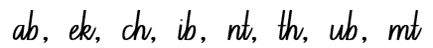 ab, ek, ch, ib, nt, th, ub, mt